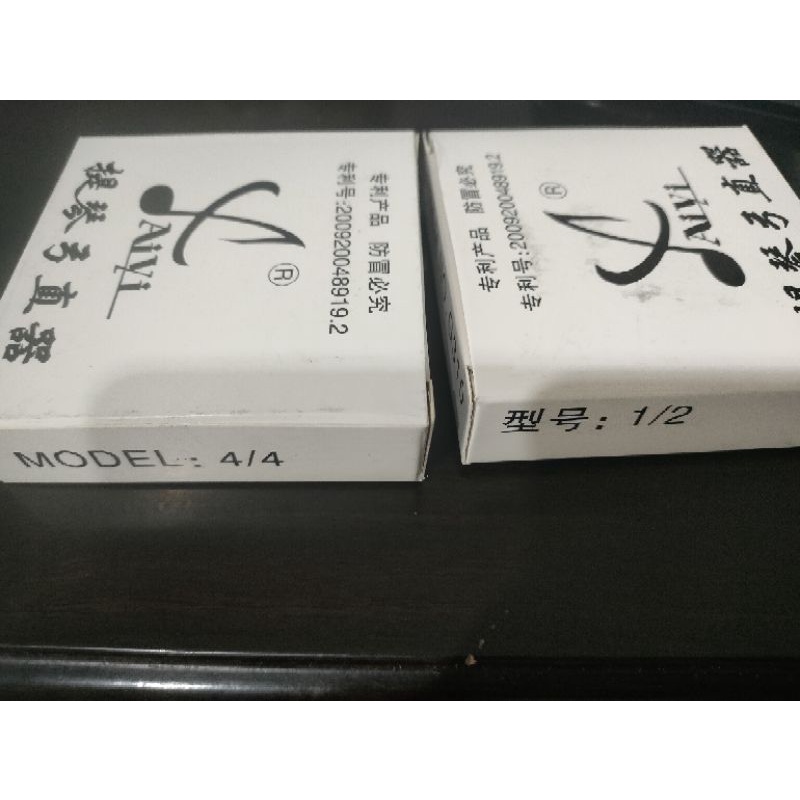 提琴弓直器
AiYi
®
专利号:200920048919.2
专利产品 防冒必究
MODEL: 4/4
专利产品 防冒必究
专利号:200920048919.2
®
AiYi
提琴弓直器
型号: 1/2